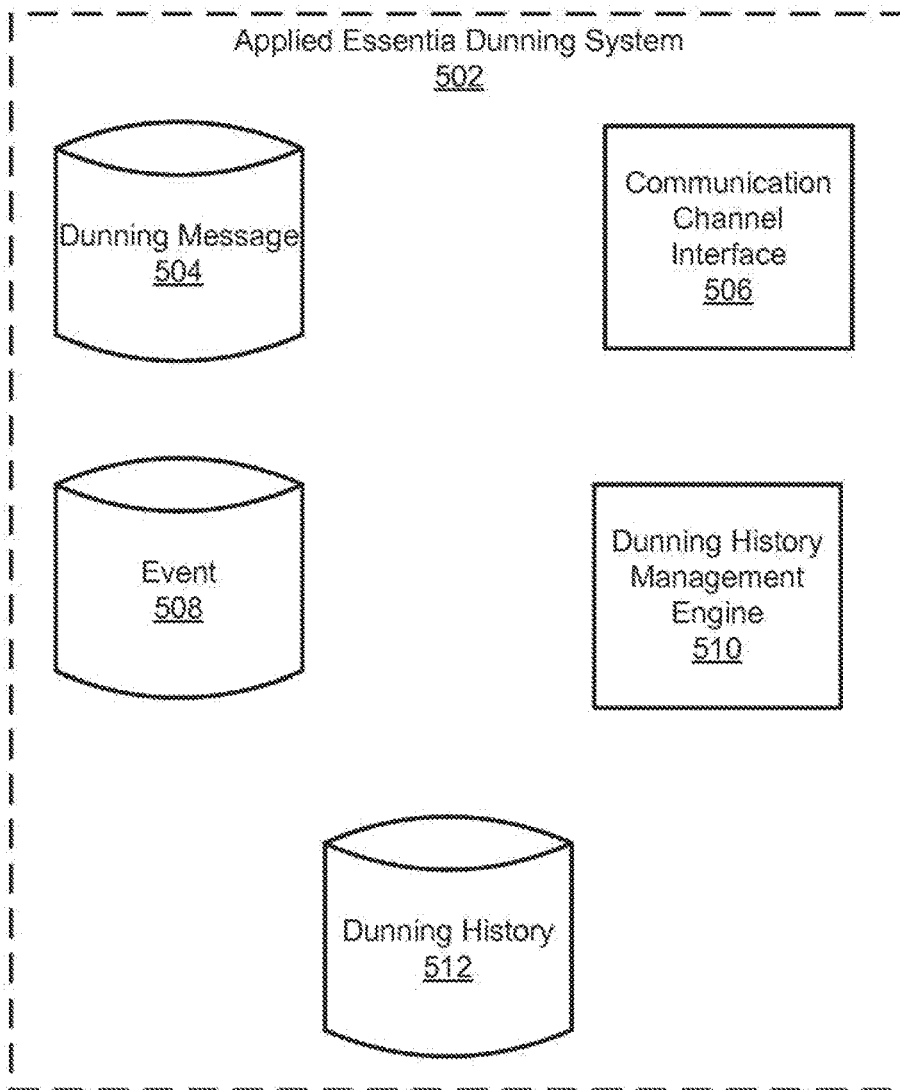 Applied Essentia Dunning System
502
Dunning Message
504
Communication
Channel
Interface
506
Event
508
Dunning History
Management
Engine
510
Dunning History
512